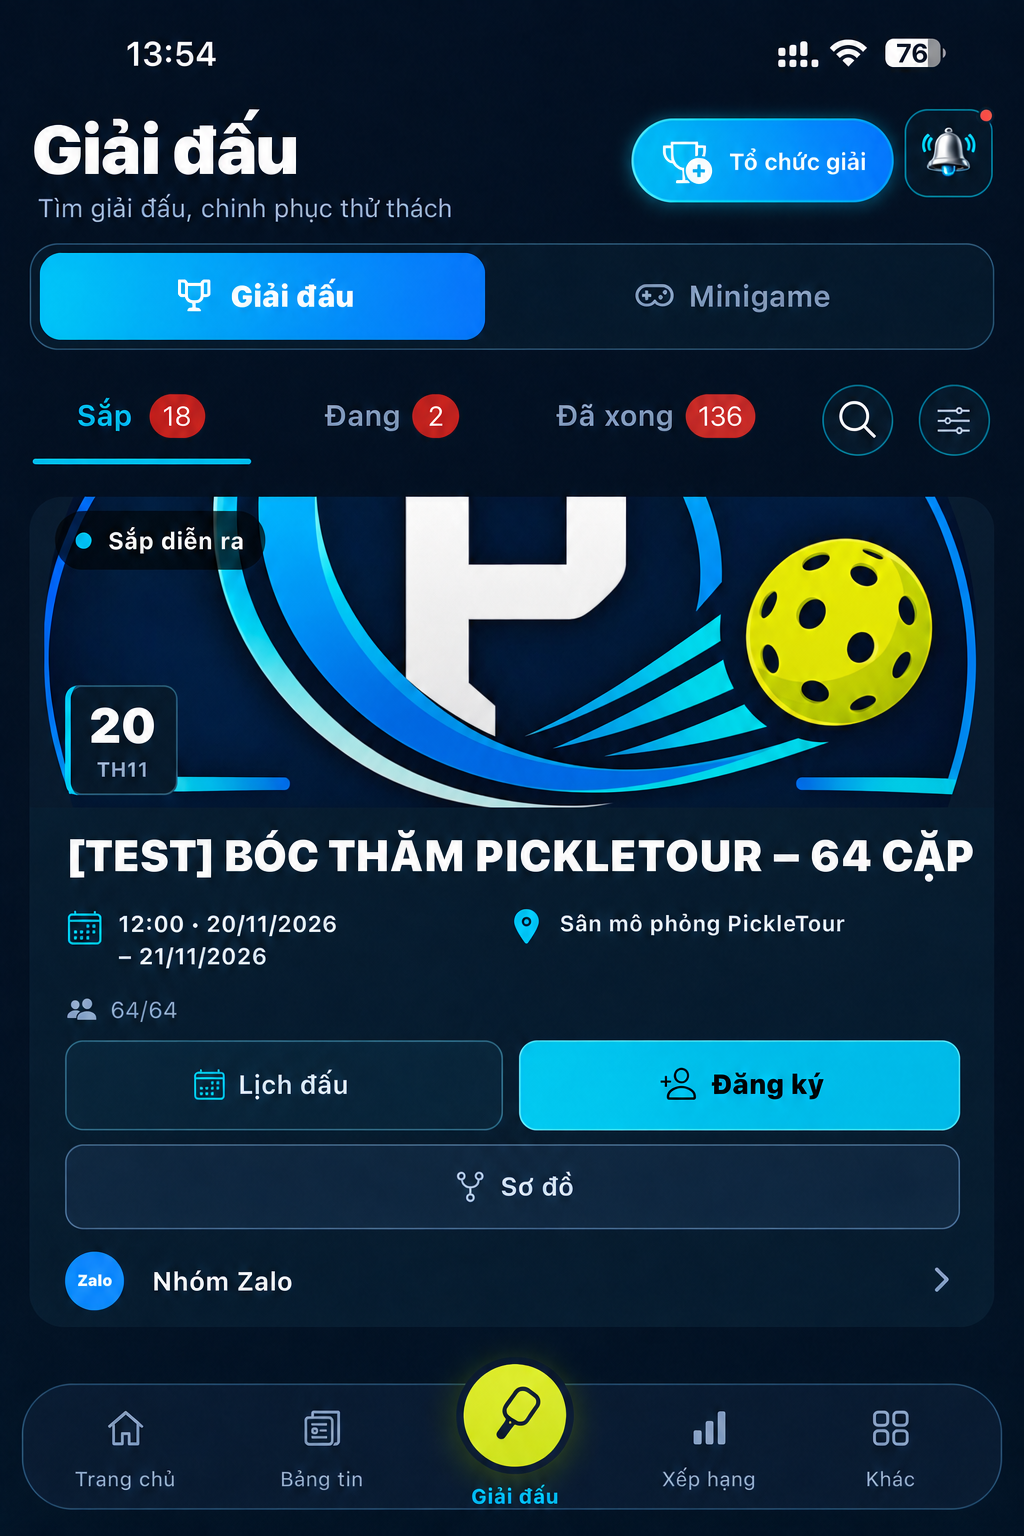 13:54
76
Giải đấu
Tổ chức giải
Tìm giải đấu, chinh phục thử thách
Giải đấu
Minigame
Sắp 18
Đang 2
Đã xong 136
Sắp diễn ra
P
20
TH11
[TEST] BÓC THĂM PICKLETOUR – 64 CẶP
12:00 • 20/11/2026
– 21/11/2026
Sân mô phỏng PickleTour
64/64
Lịch đấu
Đăng ký
Sơ đồ
Zalo
Nhóm Zalo
Trang chủ
Bảng tin
Giải đấu
Xếp hạng
Khác